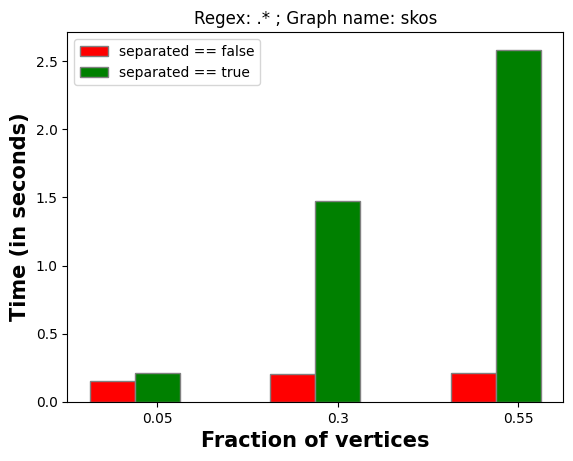 Regex: .* ; Graph name: skos
separated == false
separated == true
2.5
2.0
1.5
1.0
0.5
0.0
Time (in seconds)
0.05
0.3
0.55
Fraction of vertices